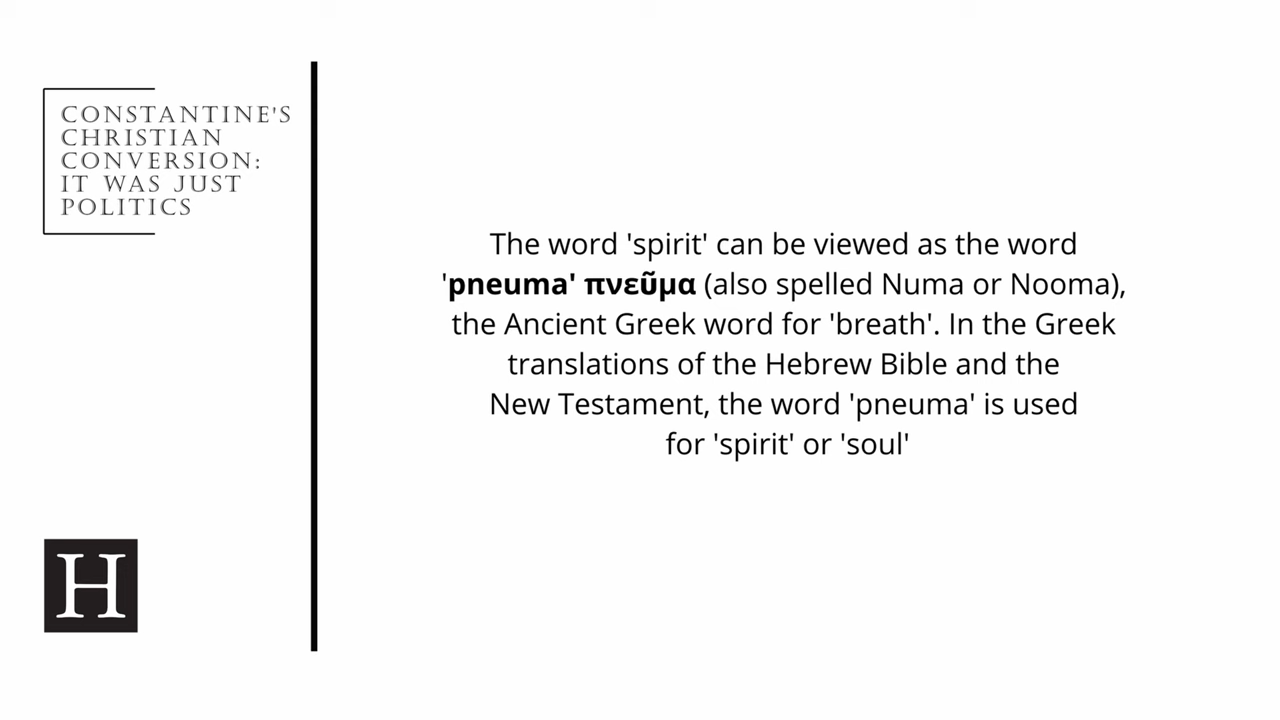 CONSTANTINE'S
CHRISTIAN
CONVERSION:
IT WAS JUST
POLITICS
The word 'spirit' can be viewed as the word
'pneuma' πνεῦμα (also spelled Numa or Nooma),
the Ancient Greek word for 'breath'. In the Greek
translations of the Hebrew Bible and the
New Testament, the word 'pneuma' is used
for 'spirit' or 'soul'
H